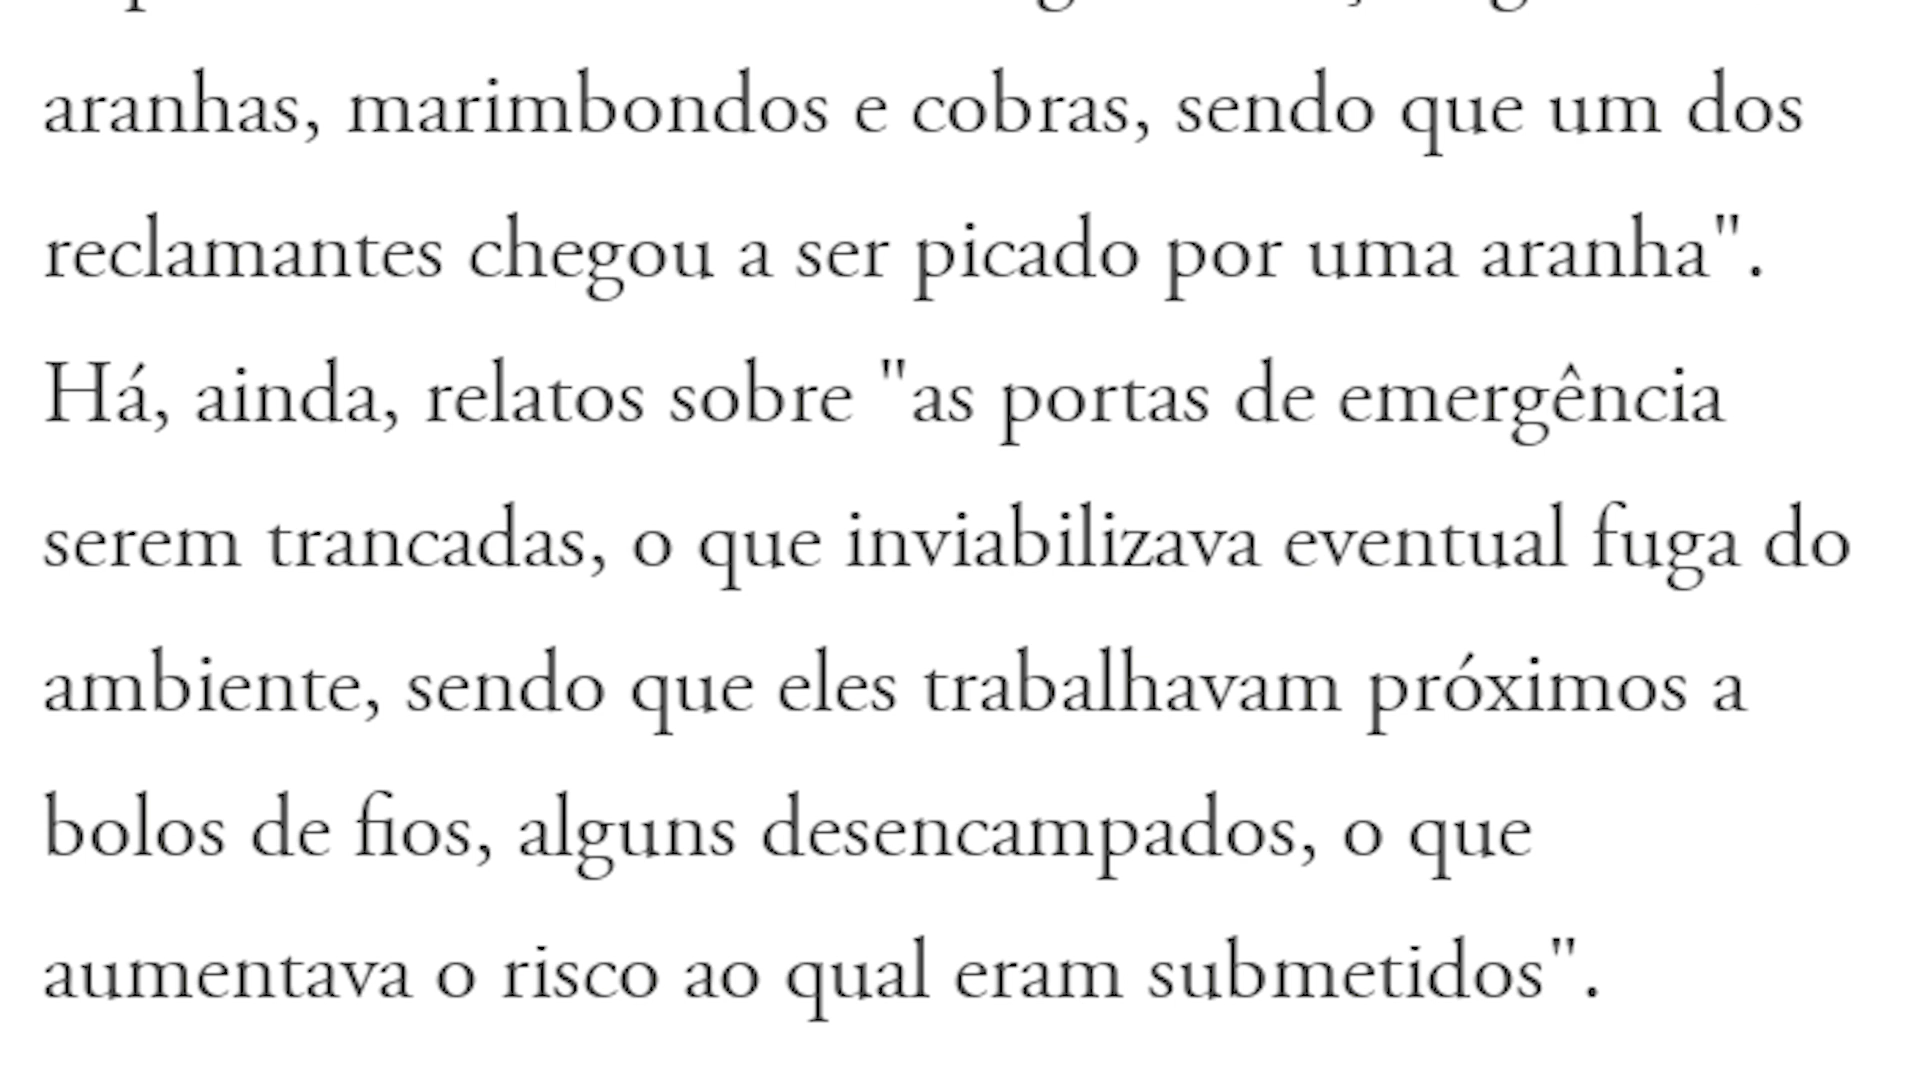 aranhas, marimbondos e cobras, sendo que um dos
reclamantes chegou a ser picado por uma aranha".
Há, ainda, relatos sobre "as portas de emergência
serem trancadas, o que inviabilizava eventual fuga do
ambiente, sendo que eles trabalhavam próximos a
bolos de fios, alguns desencampados, o que
aumentava o risco ao qual eram submetidos".